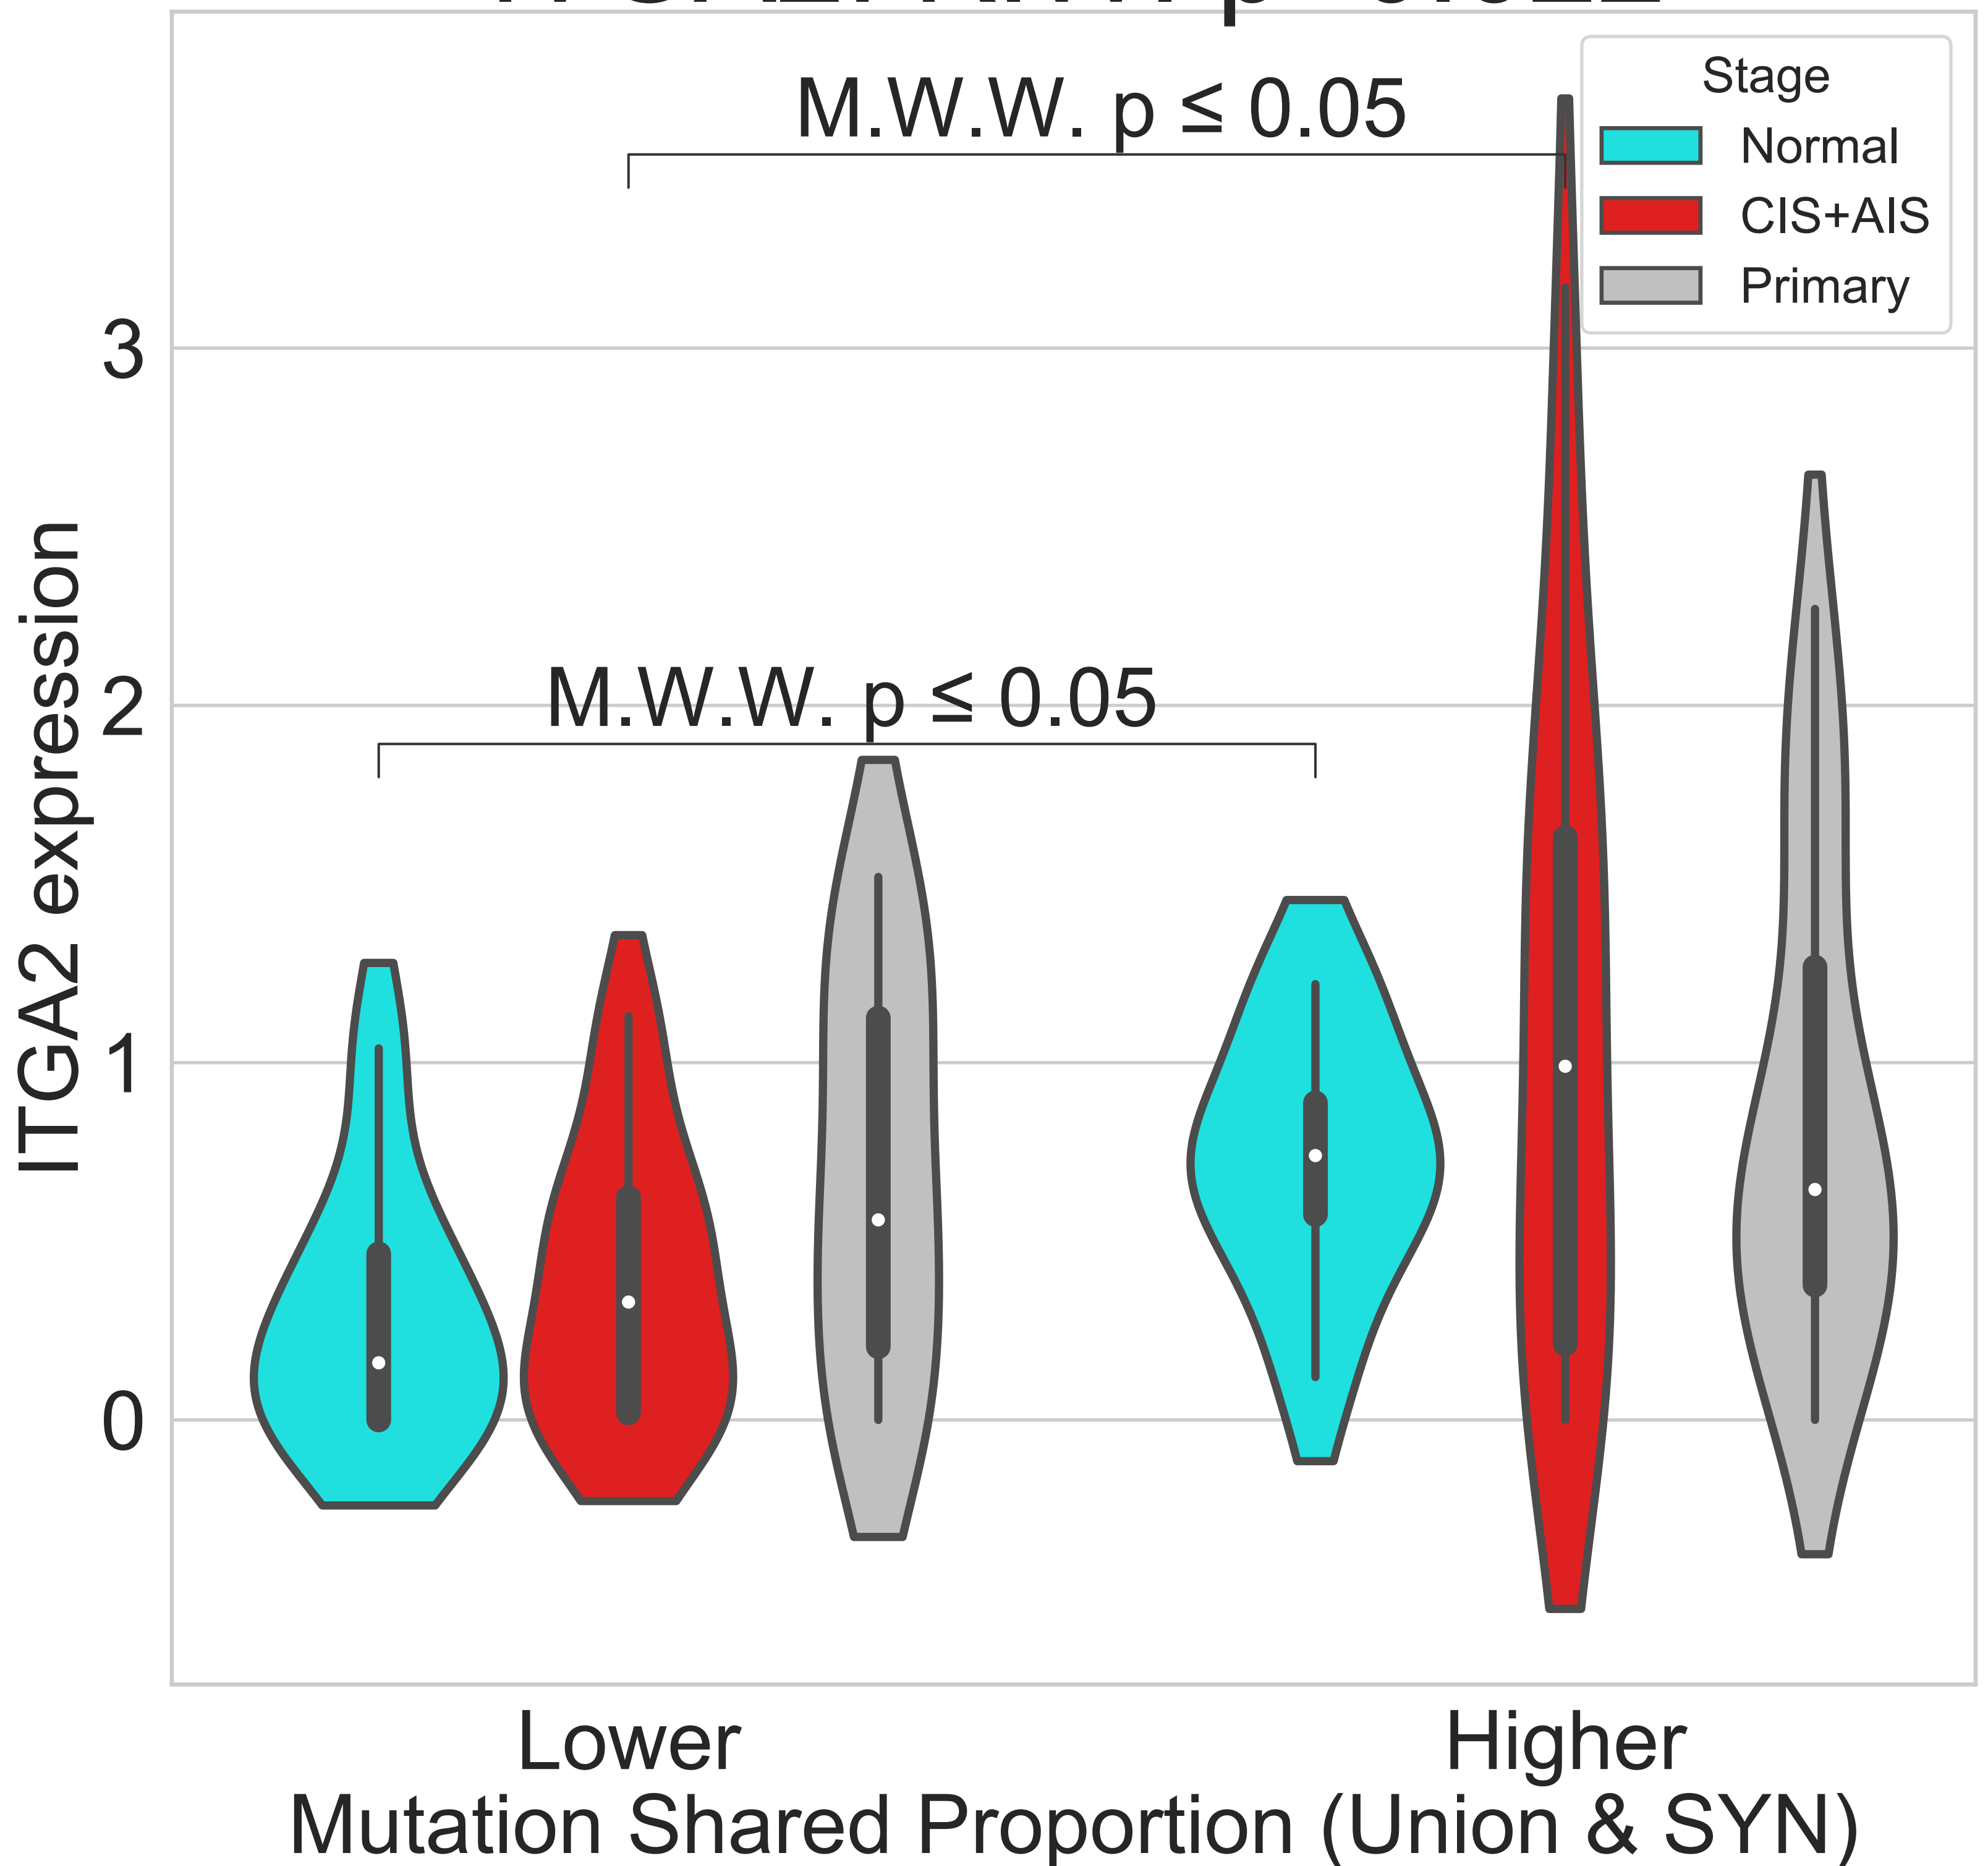 M.W.W. p ≤ 0.05
Stage
Normal
CIS+AIS
Primary
3
M.W.W. p ≤ 0.05
2
1
0
ITGA2 expression
Lower
Higher
Mutation Shared Proportion (Union & SYN)